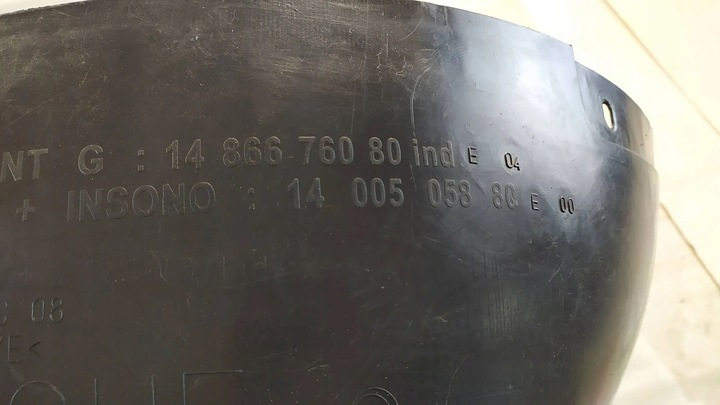 NT G : 14 866 760 80 ind E 04
+ INSONO : 14 005 058 80 E 00
08
E<